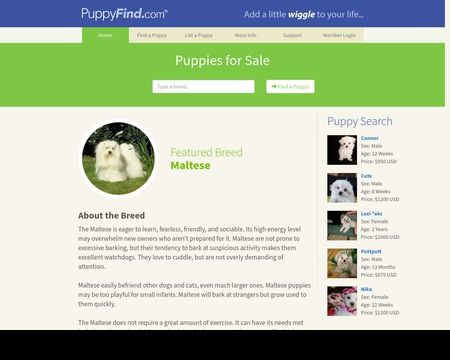 PuppyFind.com®
Add a little wiggle to your life...
Home
Find a Puppy
List a Puppy
More Info
Support
Member Login
Puppies for Sale
Type a breed..
Find a Puppy!
Featured Breed
Maltese
About the Breed
The Maltese is eager to learn, fearless, friendly, and sociable. Its high energy level
may overwhelm new owners who aren't prepared for it. Maltese are not prone to
excessive barking, but their tendency to bark at suspicious activity makes them
excellent watchdogs. They love to cuddle, but are not overly demanding of
attention.
Maltese easily befriend other dogs and cats, even much larger ones. Maltese puppies
may be too playful for small infants. Maltese will bark at strangers but grow used to
them quickly.
The Maltese does not require a great amount of exercise. It can have its needs met
Puppy Search
Connor
Sex: Male
Age: 12 Weeks
Price: $950 USD
Cute
Sex: Male
Age: 8 Weeks
Price: $1200 USD
Lexi *akc
Sex: Female
Age: 2 Years
Price: $2000 USD
Puttputt
Sex: Male
Age: 13 Months
Price: $675 USD
Nika
Sex: Female
Age: 12 Weeks
Price: $1200 USD